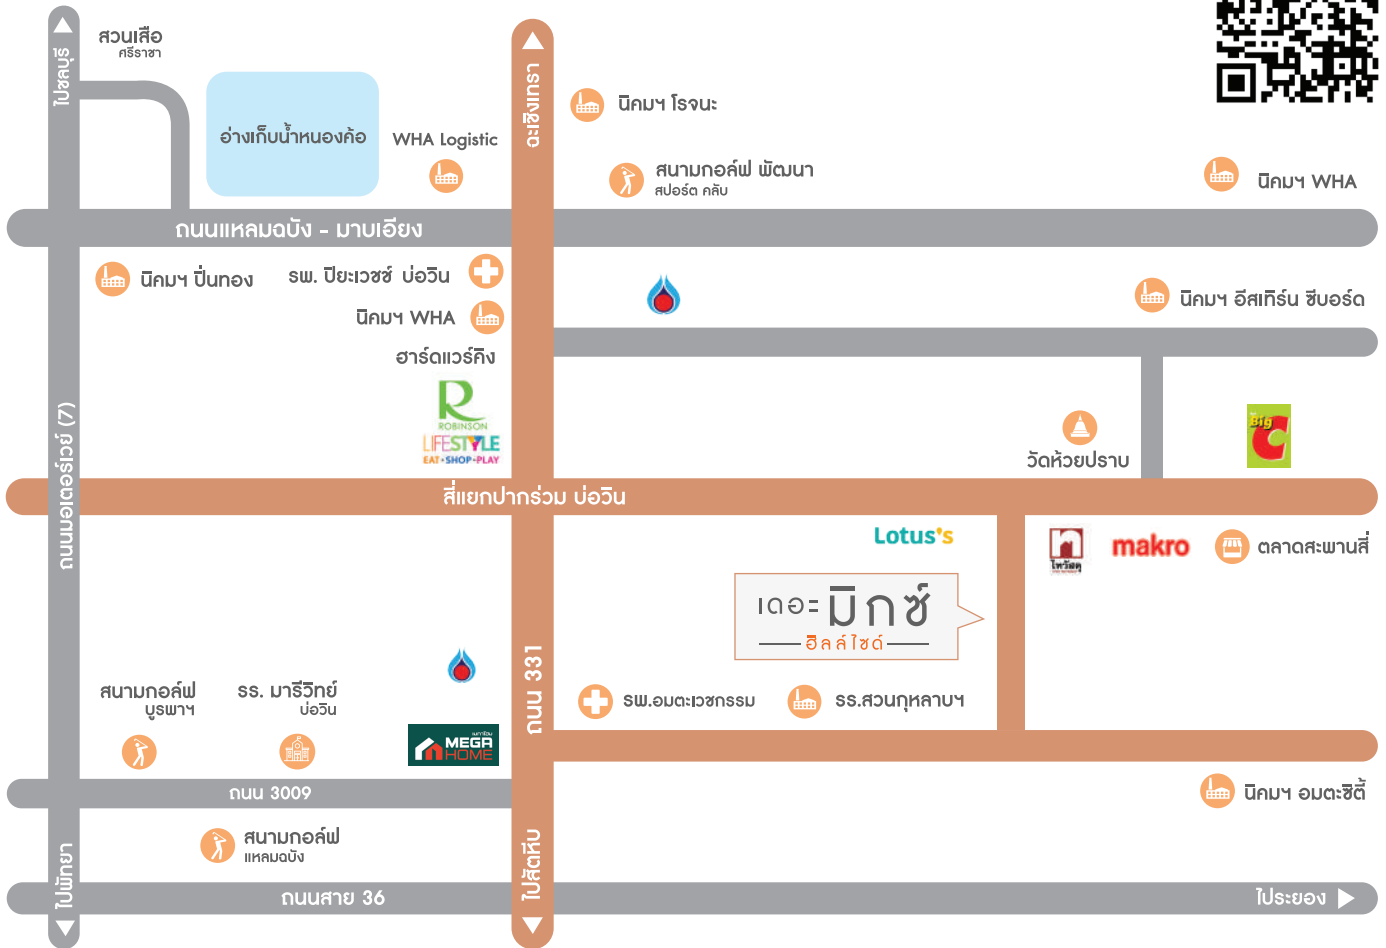 ไปชลบุรี
สวนเสือ
ศรีราชา
อ่างเก็บน้ำหนองค้อ
WHA Logistic
ฉะเชิงเทรา
นิคมฯ โรจนะ
สนามกอล์ฟ พัฒนา
สปอร์ต คลับ
นิคมฯ WHA
ถนนแหลมฉบัง - มาบเอียง
นิคมฯ ปิ่นทอง
รพ. ปิยะเวชช์ บ่อวิน
นิคมฯ WHA
ฮาร์ดแวร์คิง
R
ROBINSON
LIFESTYLE
EAT•SHOP•PLAY
นิคมฯ อีสเทิร์น ซีบอร์ด
ถนนมอเตอร์เวย์ (7)
วัดห้วยปราบ
Big
C
สี่แยกปากร่วม บ่อวิน
Lotus's
ไทวัสดุ
makro
ตลาดสะพานสี่
เดอะมิกซ์
ฮิลล์ไซด์
ถนน 331
สนามกอล์ฟ
บูรพาฯ
รร. มารีวิทย์
บ่อวิน
เมกาโฮม
MEGA
HOME
รพ.อมตะเวชกรรม
รร.สวนกุหลาบฯ
ถนน 3009
นิคมฯ อมตะซิตี้
สนามกอล์ฟ
แหลมฉบัง
ไปพัทยา
ไปสัตหีบ
ถนนสาย 36
ไประยอง